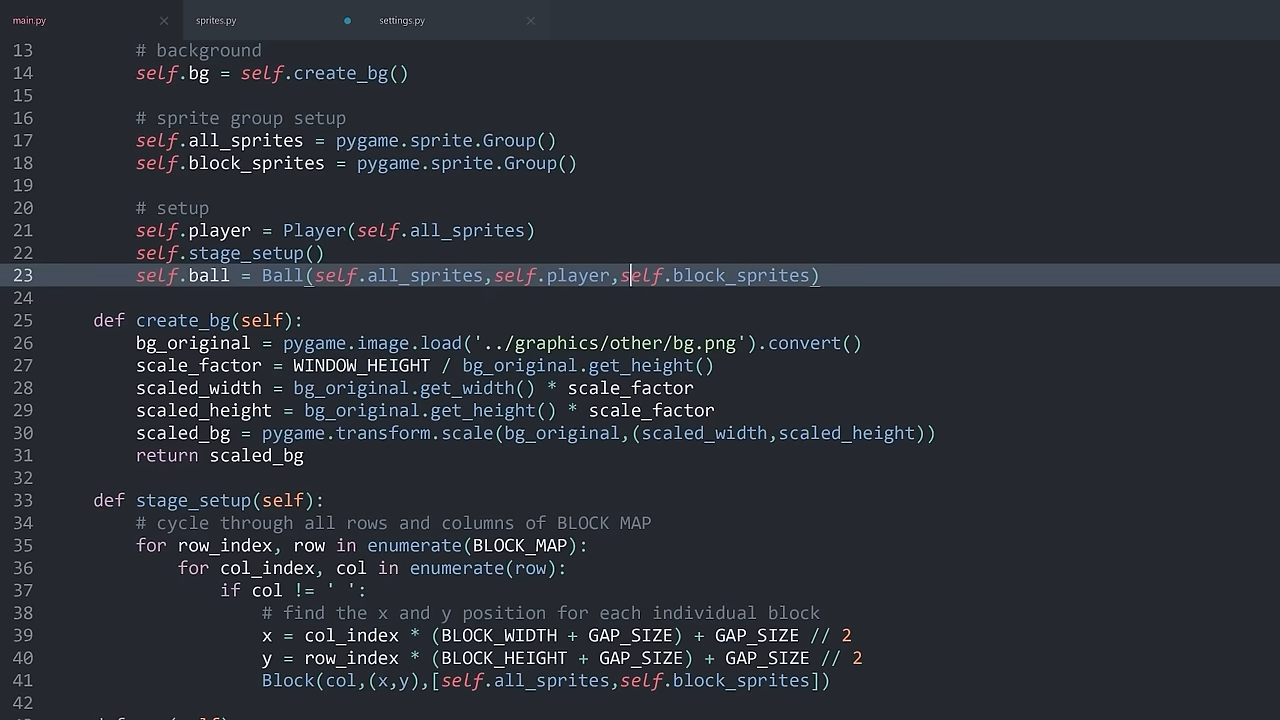 main.py
sprites.py
settings.py
13 # background
14 self.bg = self.create_bg()
15
16 # sprite group setup
17 self.all_sprites = pygame.sprite.Group()
18 self.block_sprites = pygame.sprite.Group()
19
20 # setup
21 self.player = Player(self.all_sprites)
22 self.stage_setup()
23 self.ball = Ball(self.all_sprites,self.player,self.block_sprites)
24
25 def create_bg(self):
26 bg_original = pygame.image.load('../graphics/other/bg.png').convert()
27 scale_factor = WINDOW_HEIGHT / bg_original.get_height()
28 scaled_width = bg_original.get_width() * scale_factor
29 scaled_height = bg_original.get_height() * scale_factor
30 scaled_bg = pygame.transform.scale(bg_original,(scaled_width,scaled_height))
31 return scaled_bg
32
33 def stage_setup(self):
34 # cycle through all rows and columns of BLOCK MAP
35 for row_index, row in enumerate(BLOCK_MAP):
36 for col_index, col in enumerate(row):
37 if col != ' ':
38 # find the x and y position for each individual block
39 x = col_index * (BLOCK_WIDTH + GAP_SIZE) + GAP_SIZE // 2
40 y = row_index * (BLOCK_HEIGHT + GAP_SIZE) + GAP_SIZE // 2
41 Block(col,(x,y),[self.all_sprites,self.block_sprites])
42